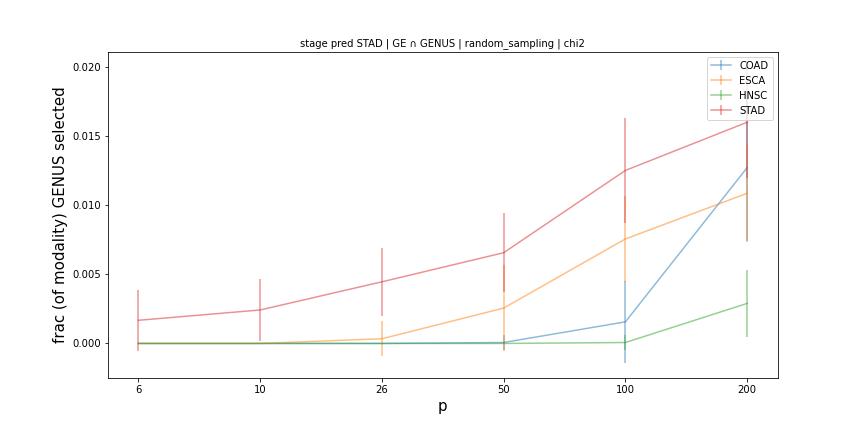 stage pred STAD | GE ∩ GENUS | random_sampling | chi2
frac (of modality) GENUS selected
0.020
0.015
0.010
0.005
0.000
COAD
ESCA
HNSC
STAD
6 10 26 50 100 200
p